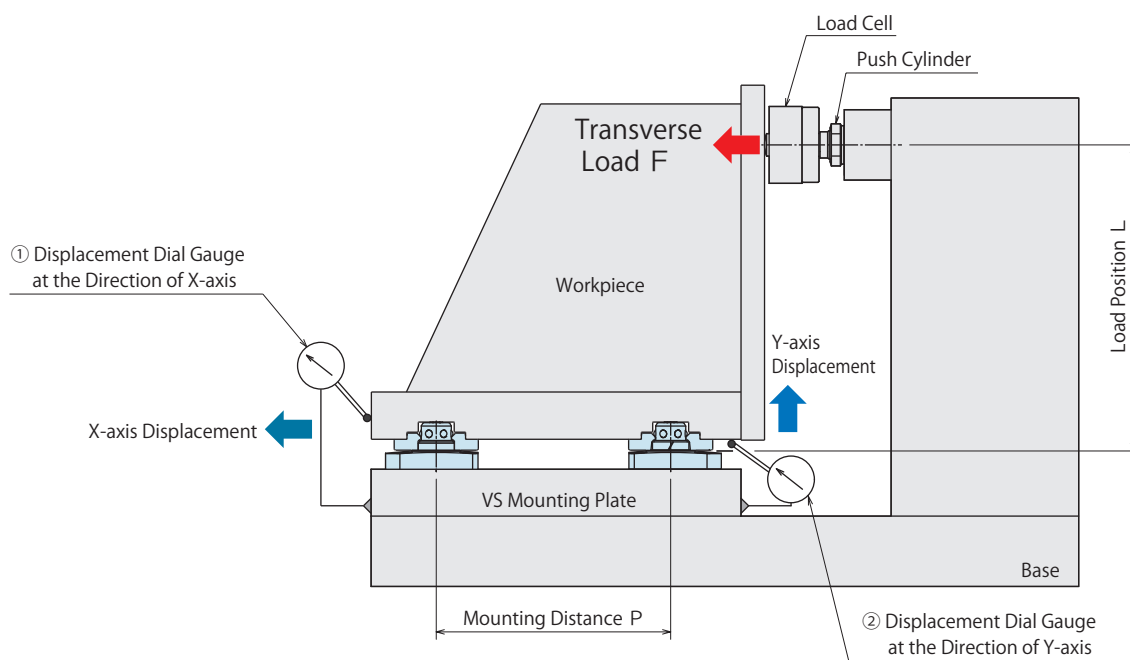 Load Cell
Push Cylinder
Transverse
Load F
① Displacement Dial Gauge
at the Direction of X-axis
Workpiece
Load Position L
Y-axis
Displacement
X-axis Displacement
VS Mounting Plate
Base
Mounting Distance P
② Displacement Dial Gauge
at the Direction of Y-axis